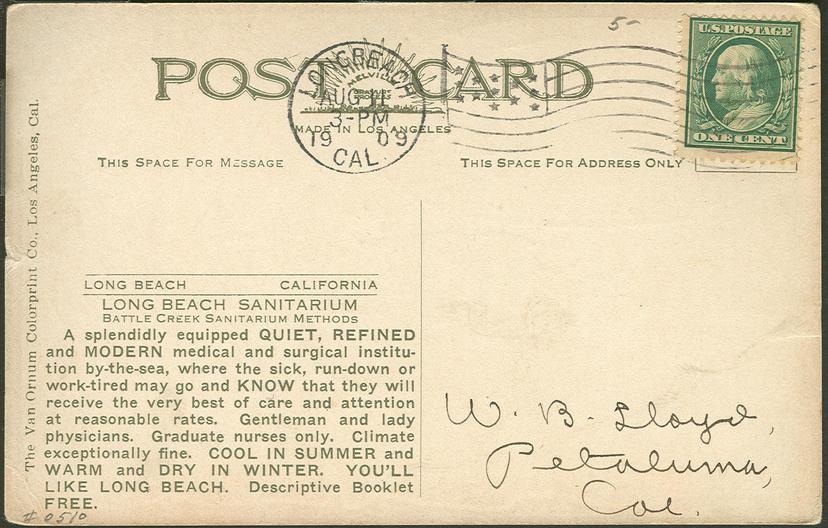 5-
U.S. POSTAGE
ONE CENT
POST CARD
LONG BEACH
AUG 11
3-PM
1909
CAL.
MADE IN LOS ANGELES
THIS SPACE FOR MESSAGE
THIS SPACE FOR ADDRESS ONLY
The Van Ornum Colorprint Co., Los Angeles, Cal.
LONG BEACH CALIFORNIA
LONG BEACH SANITARIUM
BATTLE CREEK SANITARIUM METHODS
A splendidly equipped QUIET, REFINED
and MODERN medical and surgical institu-
tion by-the-sea, where the sick, run-down or
work-tired may go and KNOW that they will
receive the very best of care and attention
at reasonable rates. Gentleman and lady
physicians. Graduate nurses only. Climate
exceptionally fine. COOL IN SUMMER and
WARM and DRY IN WINTER. YOU'LL
LIKE LONG BEACH. Descriptive Booklet
FREE.
# 0510
W. B. Lloyd,
Petaluma,
Cal.